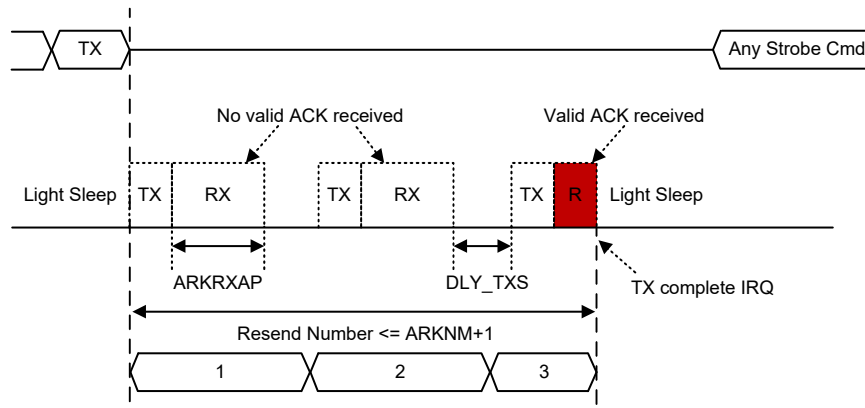 TX
Any Strobe Cmd
No valid ACK received
Valid ACK received
Light Sleep
TX
RX
TX
RX
TX
R
Light Sleep
ARKRXAP
DLY_TXS
TX complete IRQ
Resend Number <= ARKNM+1
1
2
3